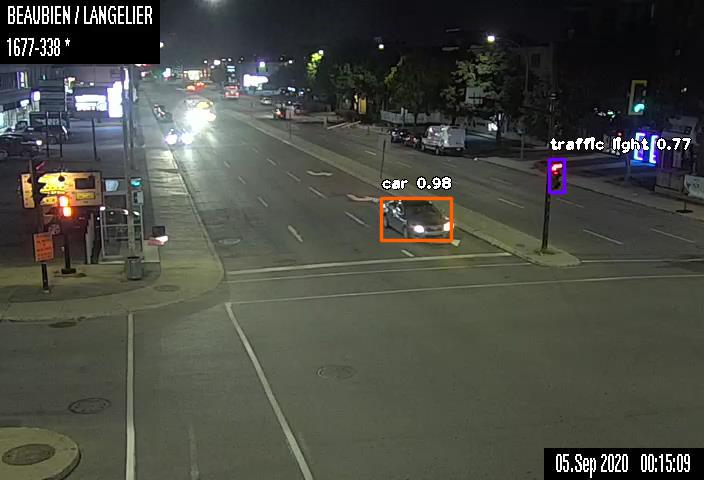 BEAUBIEN / LANGELIER
1677-338 *
traffic light 0.77
car 0.98
05.Sep 2020 00:15:09